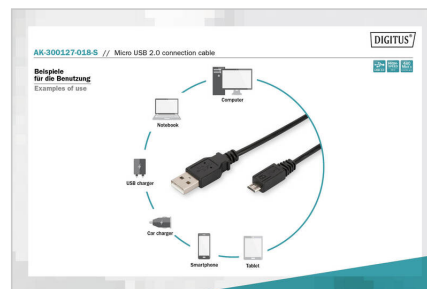 DIGITUS®
AK-300127-018-S // Micro USB 2.0 connection cable
Beispiele
für die Benutzung
Examples of use
Computer
Notebook
USB charger
Car charger
Smartphone
Tablet